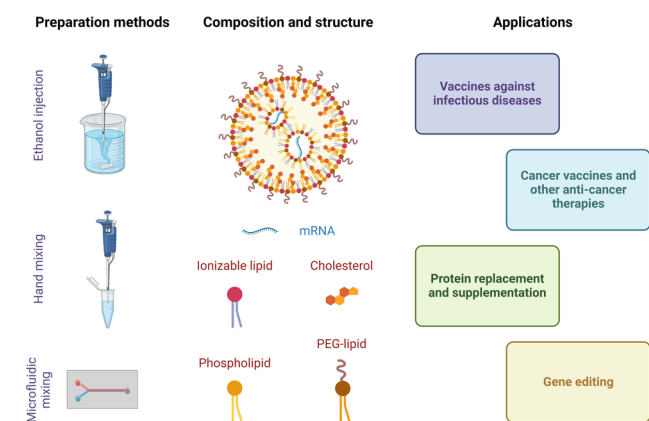 Preparation methods
Composition and structure
Applications
Ethanol injection
Hand mixing
Microfluidic
mixing
mRNA
Ionizable lipid
Cholesterol
Phospholipid
PEG-lipid
Vaccines against
infectious diseases
Cancer vaccines and
other anti-cancer
therapies
Protein replacement
and supplementation
Gene editing